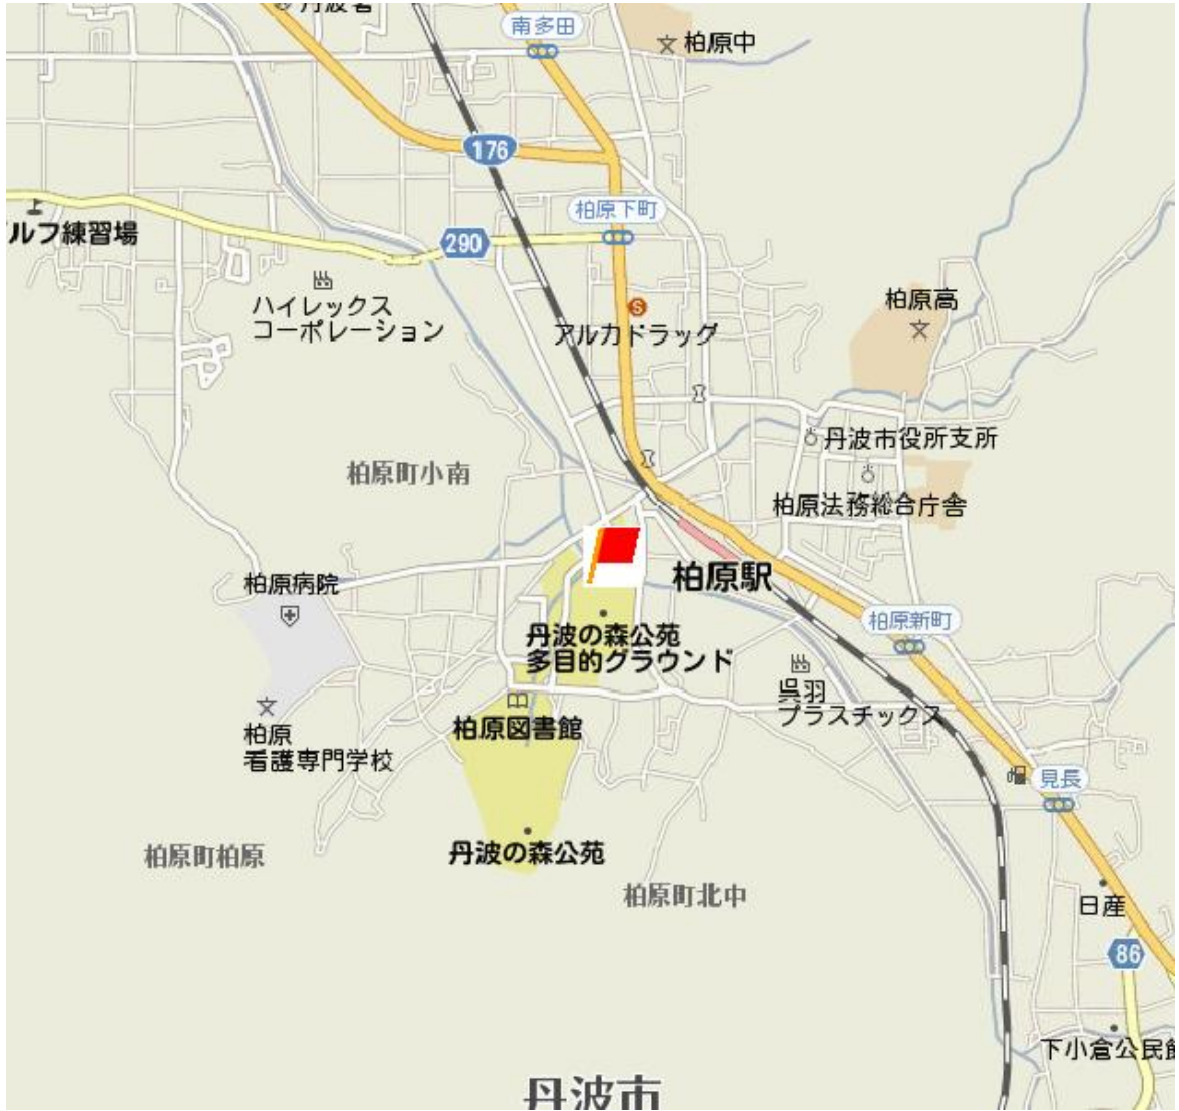 丹波署
南多田
柏原中
176
柏原下町
ルフ練習場
290
ハイレックス
コーポレーション
柏原高
アルカドラッグ
丹波市役所支所
柏原町小南
柏原法務総合庁舎
柏原病院
柏原駅
柏原新町
丹波の森公苑
多目的グラウンド
呉羽
プラスチックス
柏原
看護専門学校
柏原図書館
見長
柏原町柏原
丹波の森公苑
柏原町北中
日産
86
下小倉公民館
丹波市